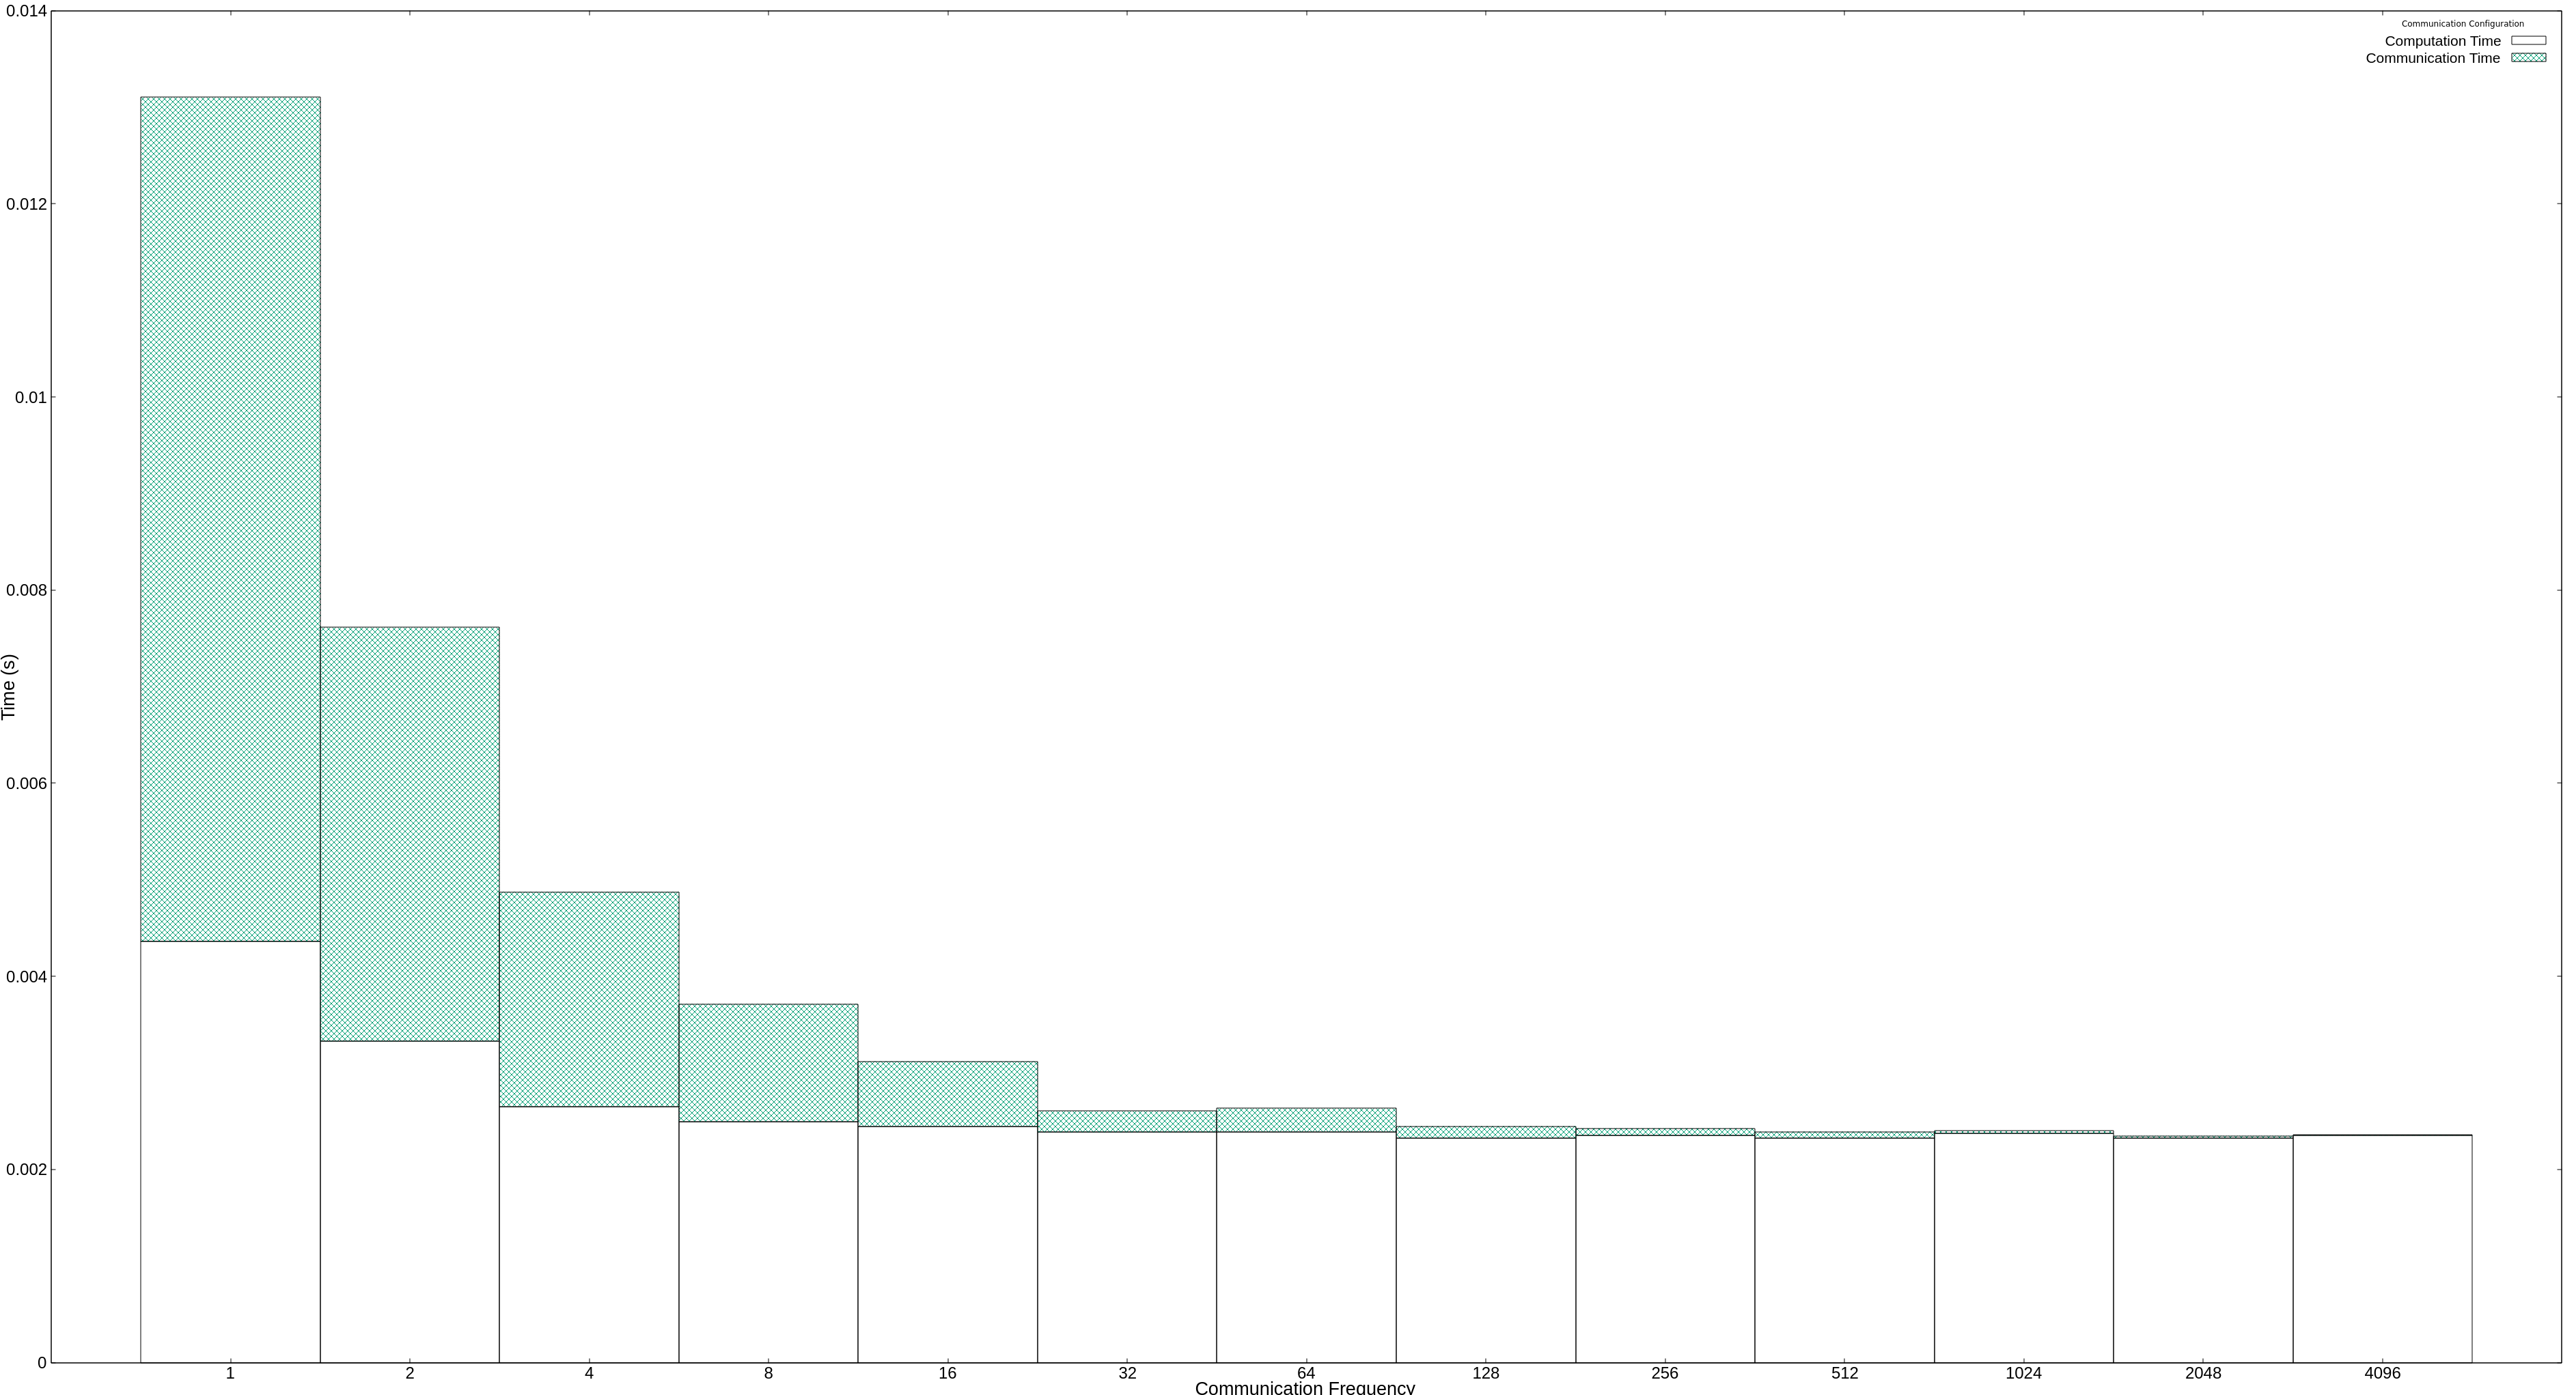 0.014
0.012
0.01
0.008
0.006
0.004
0.002
0
Time (s)
Communication Configuration
Computation Time
Communication Time
1 2 4 8 16 32 64 128 256 512 1024 2048 4096
Communication Frequency